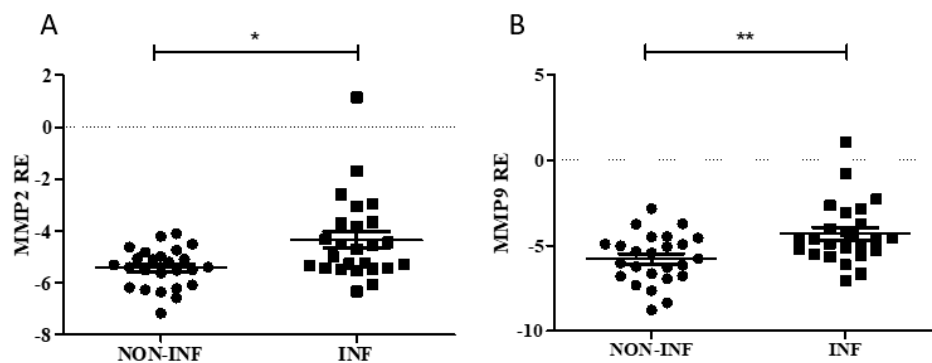 A
*
2
0
-2
-4
-6
-8
MMP2 RE
NON-INF
INF
B
**
5
0
-5
-10
MMP9 RE
NON-INF
INF